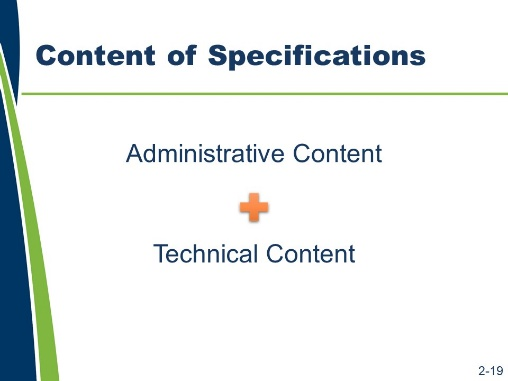 Content of Specifications
Administrative Content
Technical Content
2-19